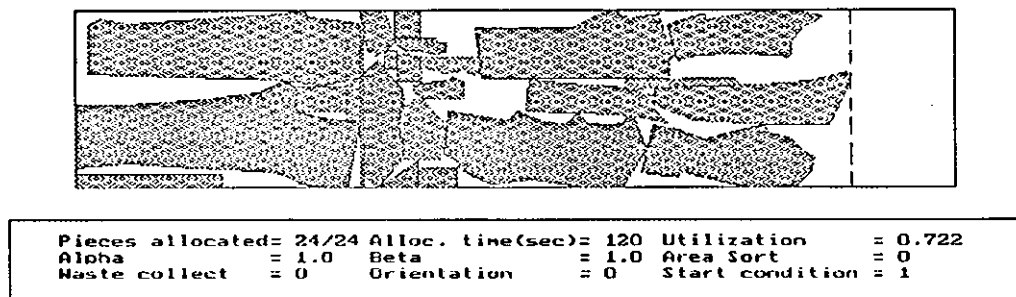 Pieces allocated= 24/24 Alloc. time(sec)= 120 Utilization = 0.722
Alpha = 1.0 Beta = 1.0 Area Sort = 0
Waste collect = 0 Orientation = 0 Start condition = 1